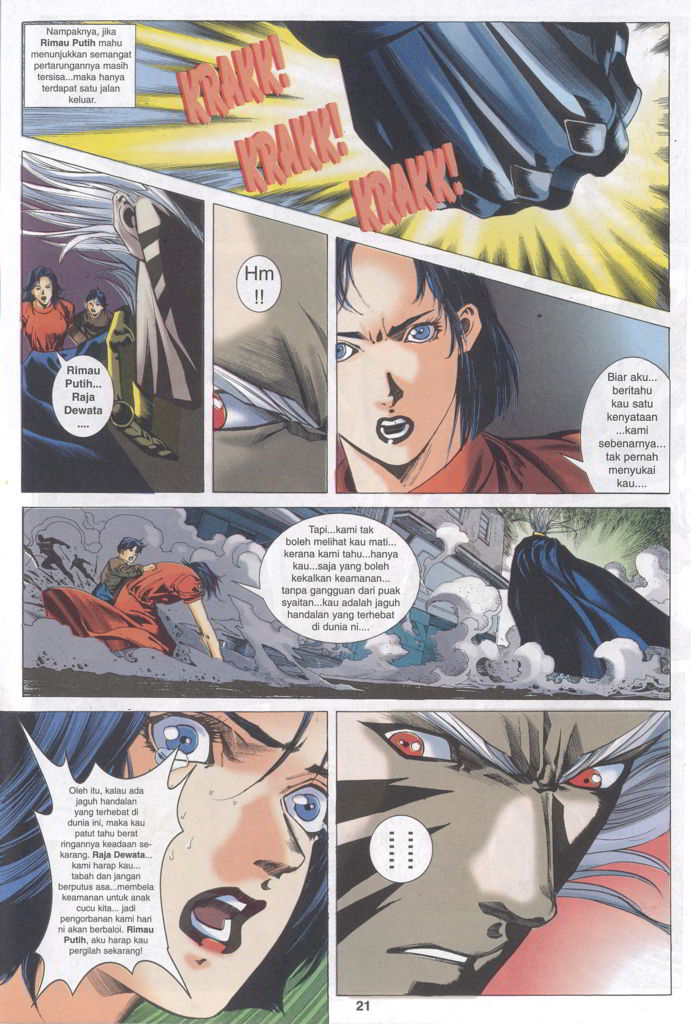 Nampaknya, jika
Rimau Putih mahu
menunjukkan semangat
pertarungannya masih
tersisa...maka hanya
terdapat satu jalan
keluar.
KRAKK!
KRAKK!
KRAKK!
Rimau
Putih...
Raja
Dewata
....
Hm
!!
Biar aku...
beritahu
kau satu
kenyataan
...kami
sebenarnya...
tak pernah
menyukai
kau....
Tapi...kami tak
boleh melihat kau mati...
kerana kami tahu...hanya
kau...saja yang boleh
kekalkan keamanan...
tanpa gangguan dari puak
syaitan...kau adalah jaguh
handalan yang terhebat
di dunia ni....
Oleh itu, kalau ada
jaguh handalan
yang terhebat di
dunia ini, maka kau
patut tahu berat
ringannya keadaan se-
karang. Raja Dewata...
kami harap kau...
tabah dan jangan
berputus asa...membela
keamanan untuk anak
cucu kita... jadi
pengorbanan kami hari
ni akan berbaloi. Rimau
Putih, aku harap kau
pergilah sekarang!
!!
!!
!!
21